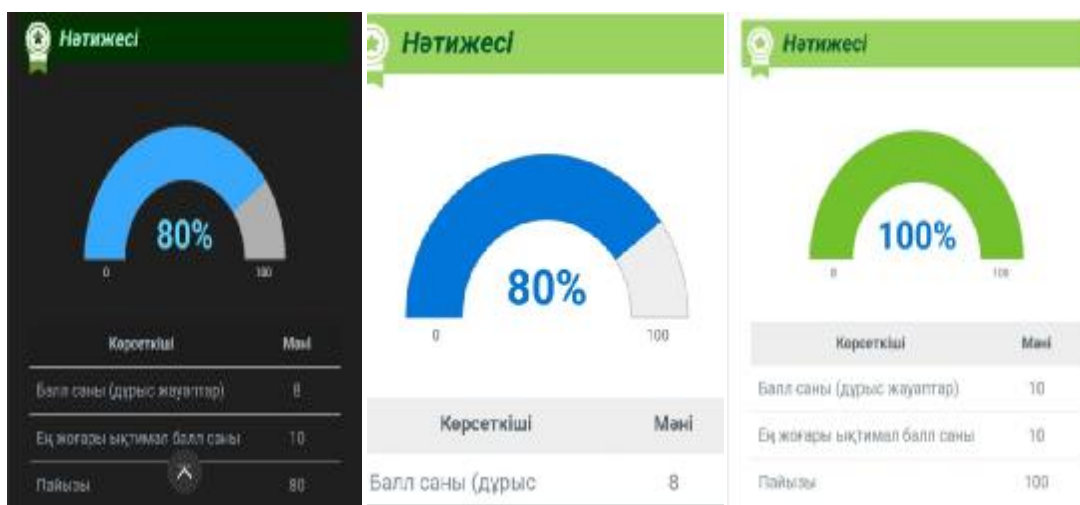 Нәтижесі
80%
0 100
Көрсеткіші Мәні
Балл саны (дұрыс жауаптар) 8
Ең жоғары ықтимал балл саны 10
Пайызы 80
Нәтижесі
80%
0 100
Көрсеткіші Мәні
Балл саны (дұрыс 8
Нәтижесі
100%
0 100
Көрсеткіші Мәні
Балл саны (дұрыс жауаптар) 10
Ең жоғары ықтимал балл саны 10
Пайызы 100